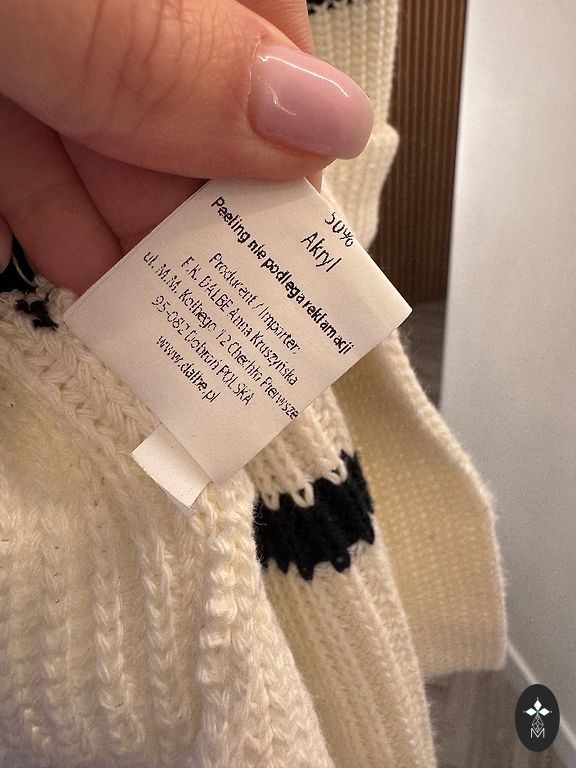 50%
Akryl
Peeling nie podlega reklamacji
Producent / Importer:
F.K. DALBE Anna Kruszyńska
ul. M.M. Kolbego 12 Chechło Pierwsze
95-082 Dobroń POLSKA
www.dalbe.pl
M